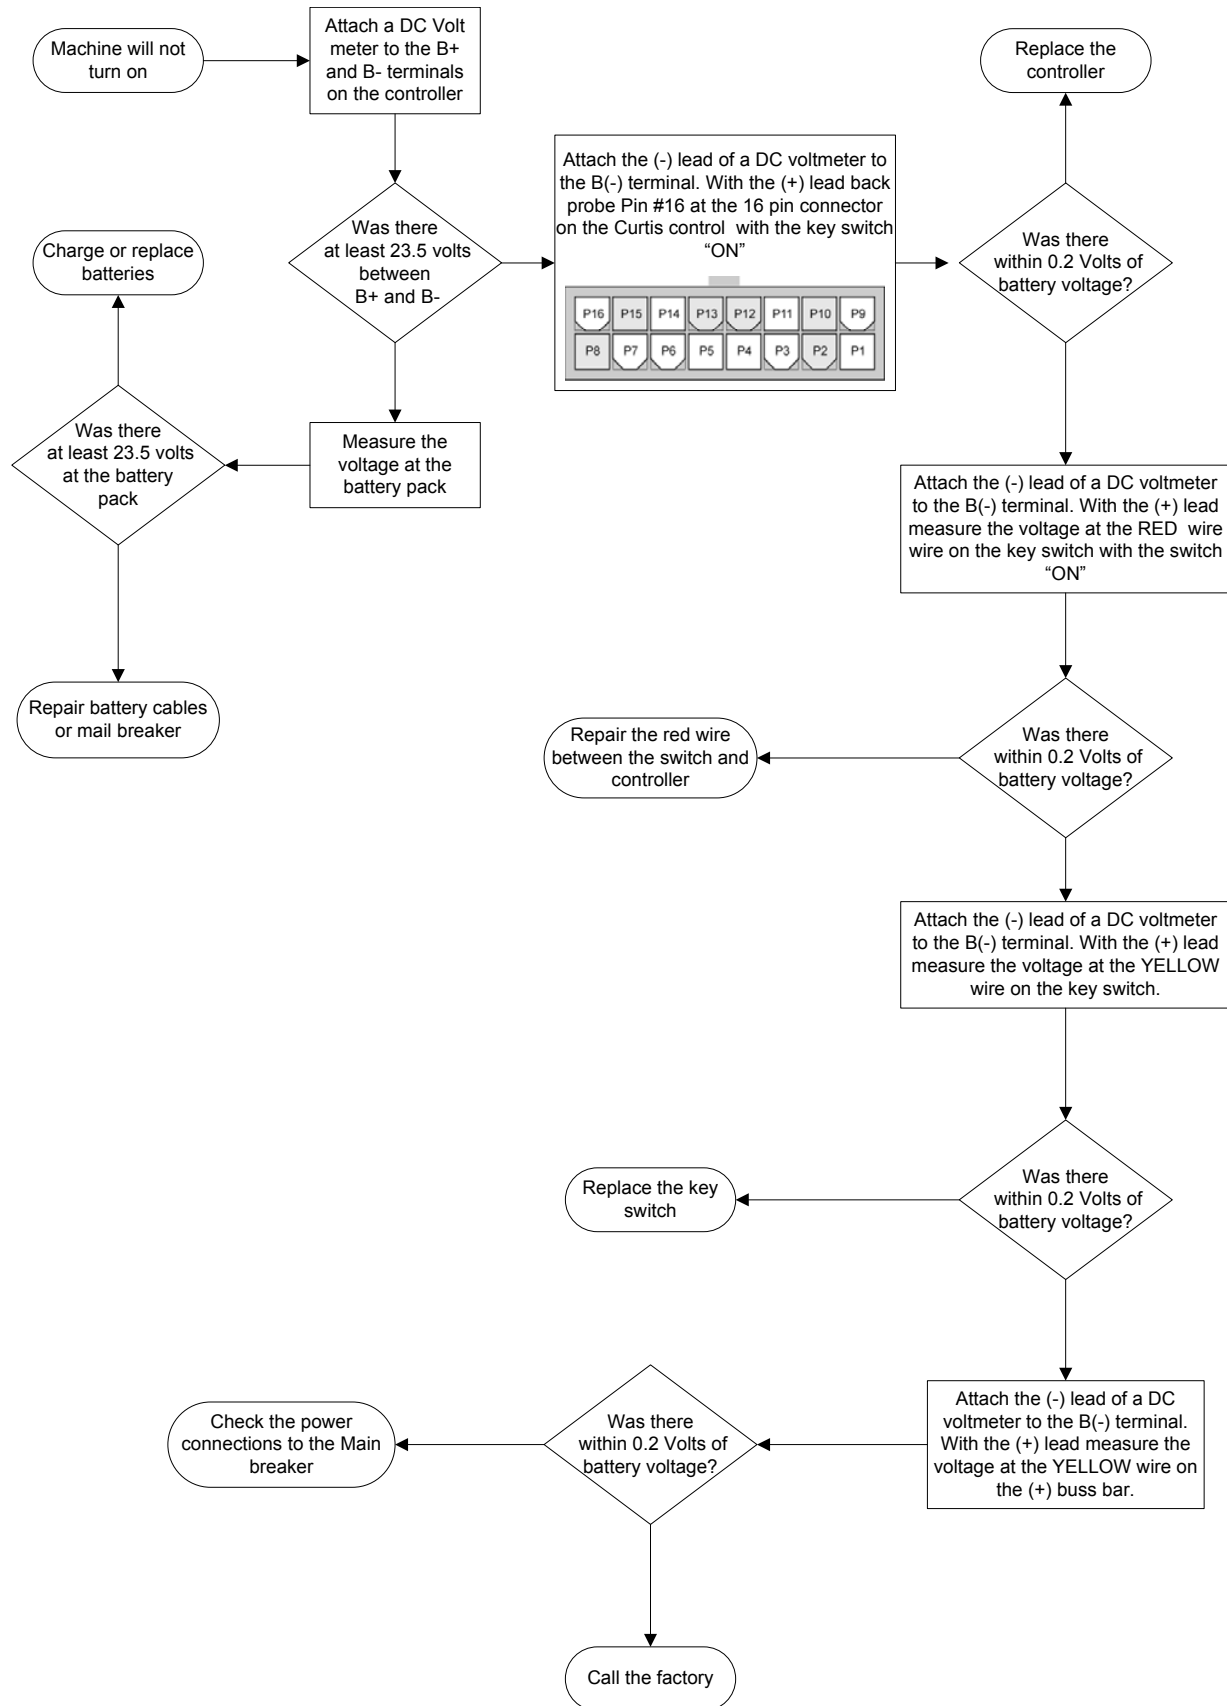 Machine will not
turn on
Attach a DC Volt
meter to the B+
and B- terminals
on the controller
Replace the
controller
Attach the (-) lead of a DC voltmeter to
the B(-) terminal. With the (+) lead back
probe Pin #16 at the 16 pin connector
on the Curtis control  with the key switch
“ON”
P16 P15 P14 P13 P12 P11 P10 P9
P8 P7 P6 P5 P4 P3 P2 P1
Was there
at least 23.5 volts
between
B+ and B-
Was there
within 0.2 Volts of
battery voltage?
Charge or replace
batteries
Was there
at least 23.5 volts
at the battery
pack
Measure the
voltage at the
battery pack
Attach the (-) lead of a DC voltmeter
to the B(-) terminal. With the (+) lead
measure the voltage at the RED  wire
wire on the key switch with the switch
“ON”
Repair battery cables
or mail breaker
Repair the red wire
between the switch and
controller
Was there
within 0.2 Volts of
battery voltage?
Attach the (-) lead of a DC voltmeter
to the B(-) terminal. With the (+) lead
measure the voltage at the YELLOW
wire on the key switch.
Replace the key
switch
Was there
within 0.2 Volts of
battery voltage?
Check the power
connections to the Main
breaker
Was there
within 0.2 Volts of
battery voltage?
Attach the (-) lead of a DC
voltmeter to the B(-) terminal.
With the (+) lead measure the
voltage at the YELLOW wire on
the (+) buss bar.
Call the factory